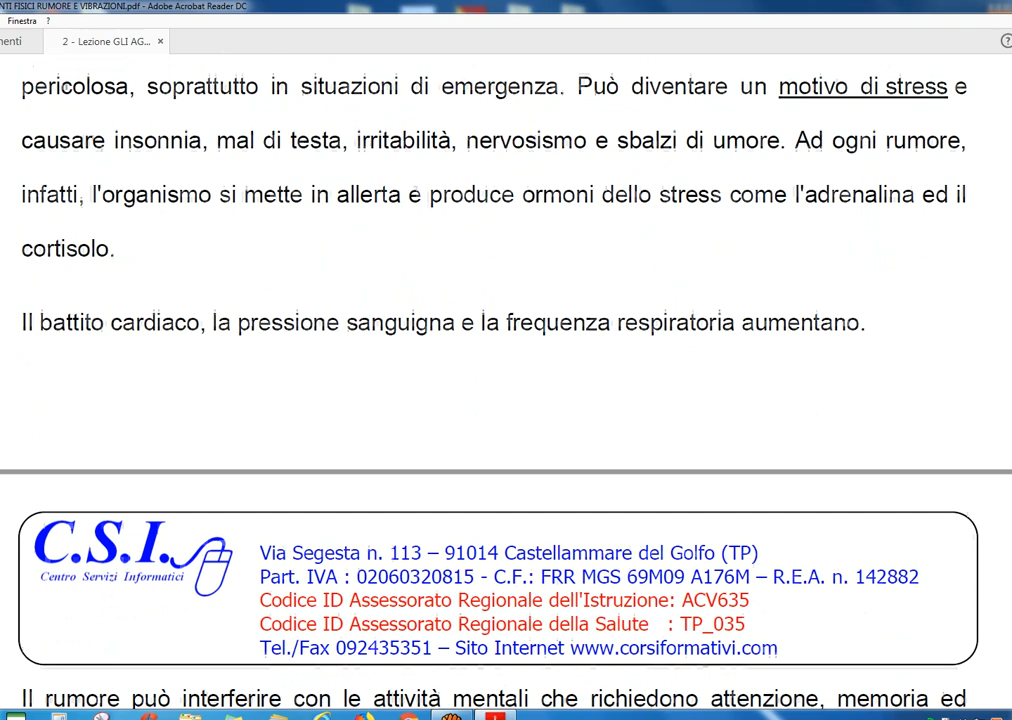 NTI FISICI RUMORE E VIBRAZIONI.pdf - Adobe Acrobat Reader DC
Finestra ?
menti 2 - Lezione GLI AG... × ?
pericolosa, soprattutto in situazioni di emergenza. Può diventare un motivo di stress e
causare insonnia, mal di testa, irritabilità, nervosismo e sbalzi di umore. Ad ogni rumore,
infatti, l'organismo si mette in allerta e produce ormoni dello stress come l'adrenalina ed il
cortisolo.
Il battito cardiaco, la pressione sanguigna e la frequenza respiratoria aumentano.
C.S.I.
Centro Servizi Informatici
Via Segesta n. 113 – 91014 Castellammare del Golfo (TP)
Part. IVA : 02060320815 - C.F.: FRR MGS 69M09 A176M – R.E.A. n. 142882
Codice ID Assessorato Regionale dell'Istruzione: ACV635
Codice ID Assessorato Regionale della Salute : TP_035
Tel./Fax 092435351 – Sito Internet www.corsiformativi.com
Il rumore può interferire con le attività mentali che richiedono attenzione, memoria ed